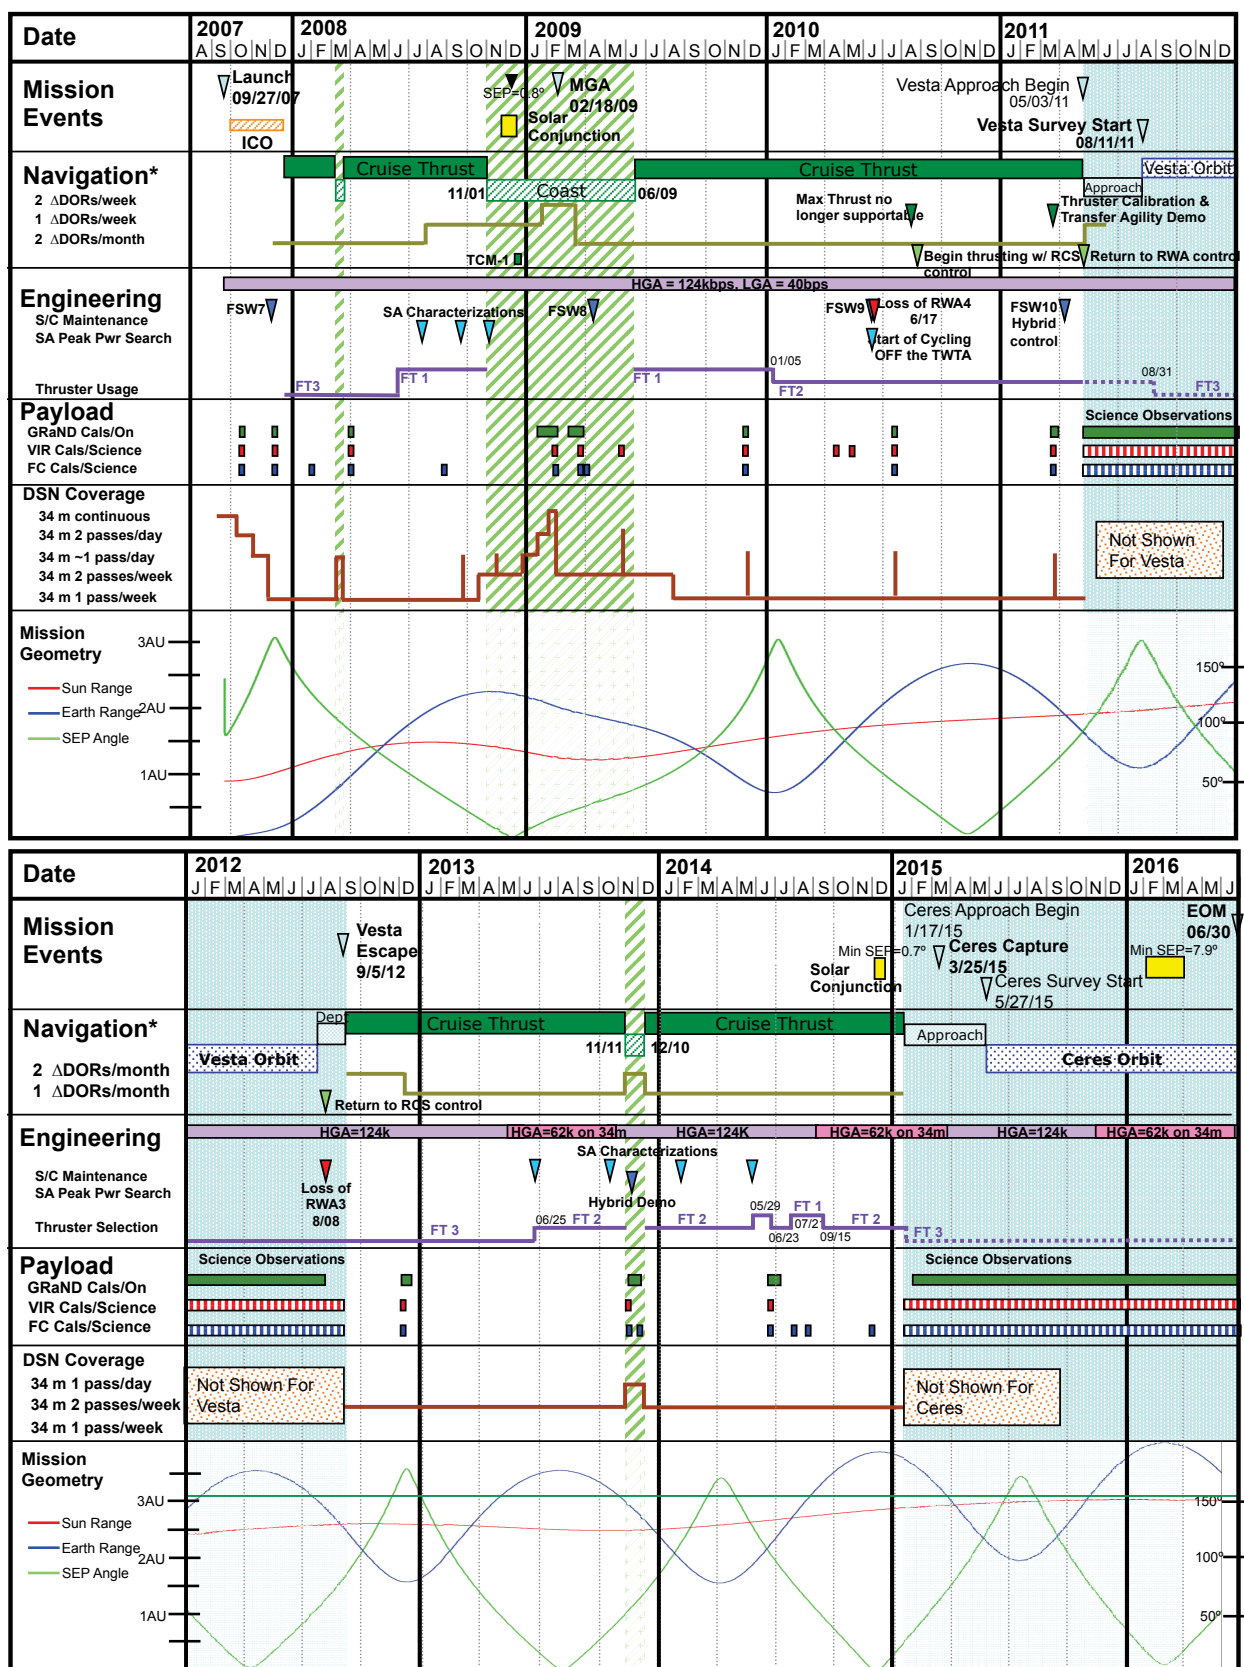 Date
2007 2008 2009 2010 2011
A S O N D J F M A M J J A S O N D J F M A M J J A S O N D J F M A M J J A S O N D J F M A M J J A S O N D
Mission
Events
Launch
09/27/07
ICO
SEP=0.8º
MGA
02/18/09
Solar
Conjunction
Vesta Approach Begin
05/03/11
Vesta Survey Start
08/11/11
Navigation*
2 ∆DORs/week
1 ∆DORs/week
2 ∆DORs/month
Cruise Thrust
11/01
Coast
06/09
TCM-1
Cruise Thrust
Vesta Orbit
Approach
Max Thrust no
longer supportable
Thruster Calibration &
Transfer Agility Demo
Begin thrusting w/ RCS
control
Return to RWA control
Engineering
S/C Maintenance
SA Peak Pwr Search
Thruster Usage
HGA = 124kbps, LGA = 40bps
FSW7
SA Characterizations
FSW8
FSW9
Loss of RWA4
6/17
Start of Cycling
OFF the TWTA
FSW10
Hybrid
control
FT3
FT 1
FT 1
01/05
FT2
08/31
FT3
Payload
GRaND Cals/On
VIR Cals/Science
FC Cals/Science
Science Observations
DSN Coverage
34 m continuous
34 m 2 passes/day
34 m ~1 pass/day
34 m 2 passes/week
34 m 1 pass/week
Not Shown
For Vesta
Mission
Geometry
Sun Range
Earth Range
SEP Angle
3AU
2AU
1AU
150º
100º
50º
Date
2012 2013 2014 2015 2016
J F M A M J J A S O N D J F M A M J J A S O N D J F M A M J J A S O N D J F M A M J J A S O N D J F M A M J
Mission
Events
Vesta
Escape
9/5/12
Min SEP=0.7º
Solar
Conjunction
Ceres Approach Begin
1/17/15
Ceres Capture
3/25/15
Ceres Survey Start
5/27/15
EOM
06/30
Min SEP=7.9º
Navigation*
2 ∆DORs/month
1 ∆DORs/month
Dept
Vesta Orbit
Cruise Thrust
11/11
12/10
Cruise Thrust
Approach
Ceres Orbit
Return to RCS control
Engineering
S/C Maintenance
SA Peak Pwr Search
Thruster Selection
HGA=124k
HGA=62k on 34m
HGA=124K
HGA=62k on 34m
HGA=124k
HGA=62k on 34m
SA Characterizations
Loss of
RWA3
8/08
Hybrid Demo
FT 3
06/25
FT 2
FT 2
05/29
06/23
FT 1
07/21
09/15
FT 2
FT 3
Payload
GRaND Cals/On
VIR Cals/Science
FC Cals/Science
Science Observations
Science Observations
DSN Coverage
34 m 1 pass/day
34 m 2 passes/week
34 m 1 pass/week
Not Shown For
Vesta
Not Shown For
Ceres
Mission
Geometry
Sun Range
Earth Range
SEP Angle
3AU
2AU
1AU
150º
100º
50º